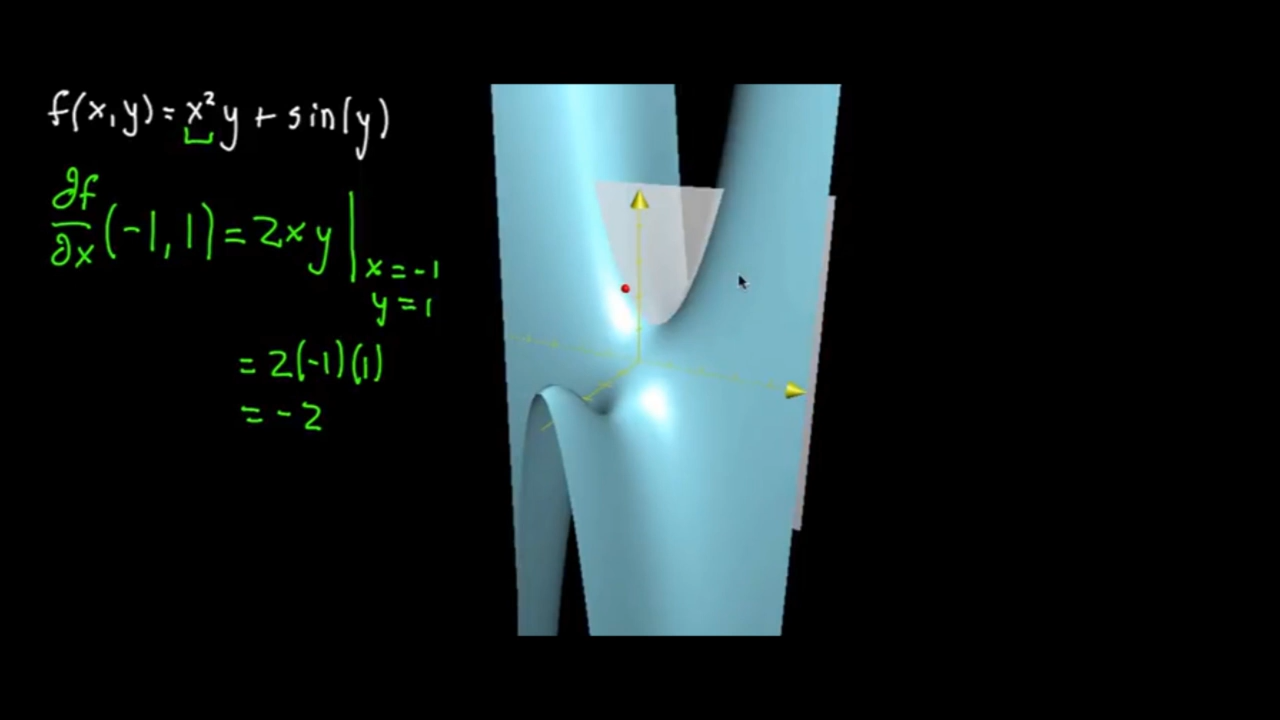 f(x,y) = x²y + sin(y)
∂f/∂x (-1, 1) = 2xy |
x = -1
y = 1
= 2(-1)(1)
= -2